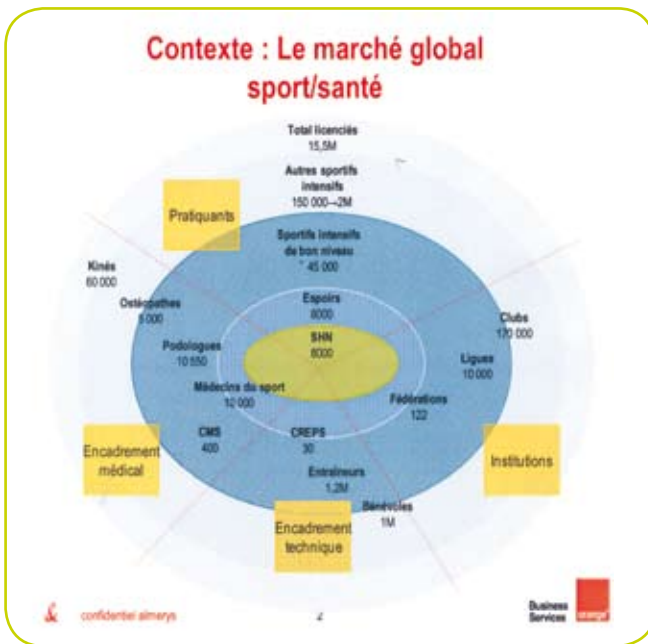 Contexte : Le marché global
sport/santé
Total licenciés
15,5M
Autres sportifs
intensifs
150 000→2M
Pratiquants
Sportifs intensifs
de bon niveau
45 000
Kinés
60 000
Espoirs
8000
Ostéopathes
000
Clubs
170 000
SHN
8000
Podologues
10 550
Ligues
10 000
Médecins du sport
10 000
Fédérations
122
CMS
400
CREPS
30
Encadrement
médical
Institutions
Entraineurs
1,2M
Bénévoles
1M
Encadrement
technique
& confidentiel almerys
2
Business
Services
orange